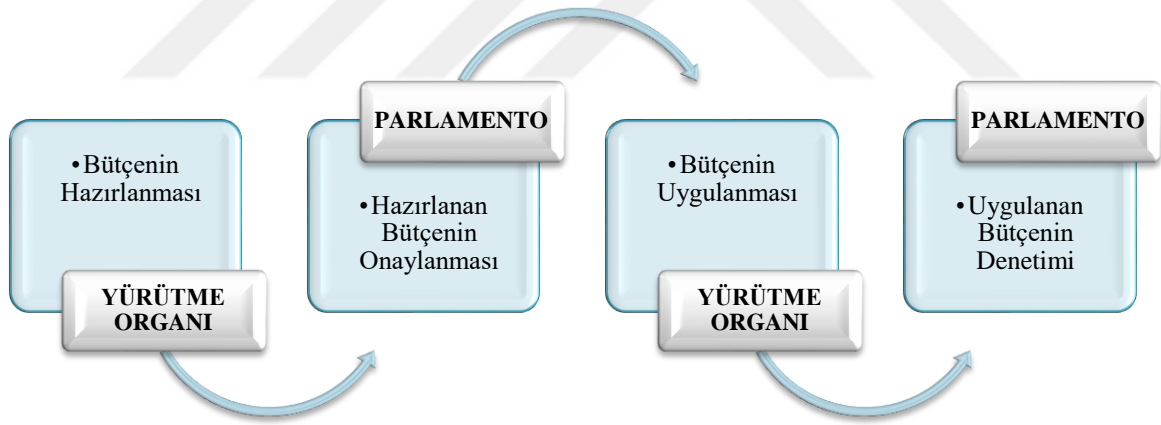 •Bütçenin
Hazırlanması
YÜRÜTME
ORGANI
PARLAMENTO
•Hazırlanan
Bütçenin
Onaylanması
•Bütçenin
Uygulanması
YÜRÜTME
ORGANI
PARLAMENTO
•Uygulanan
Bütçenin
Denetimi